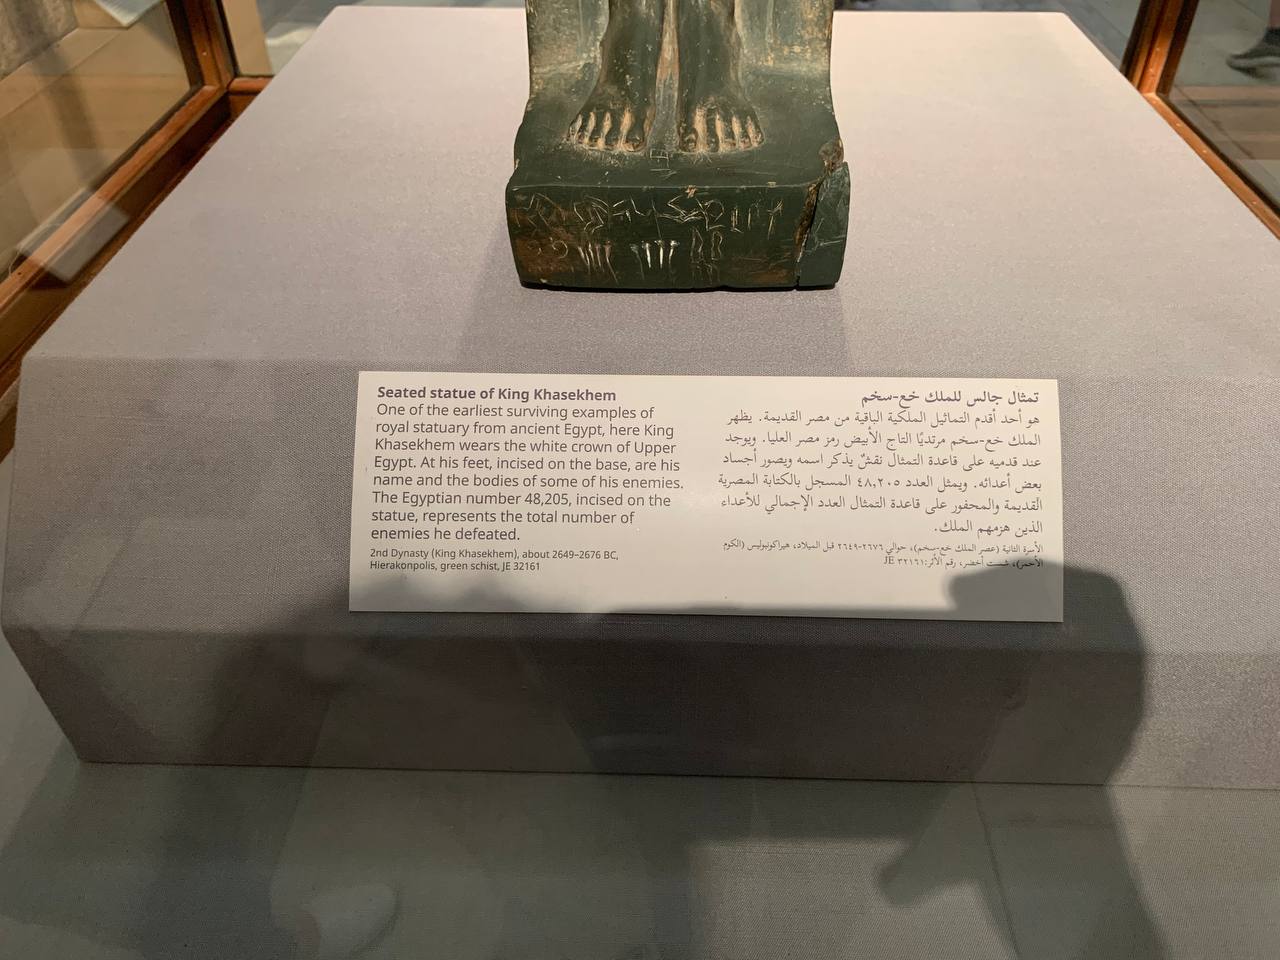 Seated statue of King Khasekhem
One of the earliest surviving examples of
royal statuary from ancient Egypt, here King
Khasekhem wears the white crown of Upper
Egypt. At his feet, incised on the base, are his
name and the bodies of some of his enemies.
The Egyptian number 48,205, incised on the
statue, represents the total number of
enemies he defeated.
2nd Dynasty (King Khasekhem), about 2649–2676 BC,
Hierakonpolis, green schist, JE 32161
تمثال جالس للملك خع-سخم
هو أحد أقدم التماثيل الملكية الباقية من مصر القديمة. يظهر
الملك خع-سخم مرتديًا التاج الأبيض رمز مصر العليا. ويوجد
عند قدميه على قاعدة التمثال نقشٌ يذكر اسمه ويصور أجساد
بعض أعدائه. ويمثل العدد ٤٨,٢٠٥ المسجل بالكتابة المصرية
القديمة والمحفور على قاعدة التمثال العدد الإجمالي للأعداء
الذين هزمهم الملك.
الأسرة الثانية (عصر الملك خع-سخم)، حوالي ٢٦٧٦-٢٦٤٩ قبل الميلاد، هيراكونبوليس (الكوم
الأحمر)، شست أخضر، رقم الأثر: JE ٣٢١٦١